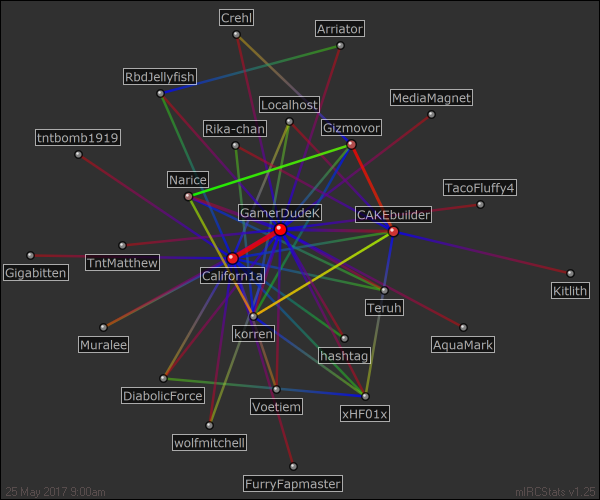 Crehl
Arriator
RbdJellyfish
MediaMagnet
Localhost
Rika-chan
Gizmovor
tntbomb1919
Narice
TacoFluffy4
GamerDudeK
CAKEbuilder
TntMatthew
Gigabitten
Californ1a
Kitlith
Teruh
korren
Muralee
hashtag
AquaMark
DiabolicForce
Voetiem
xHF01x
wolfmitchell
FurryFapmaster
25 May 2017 9:00am
mIRCStats v1.25